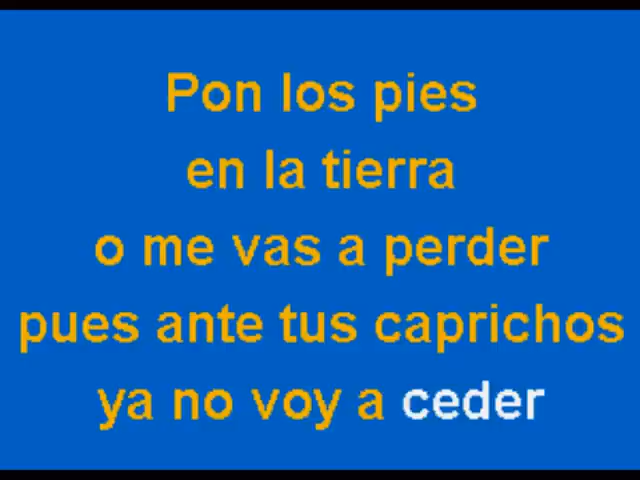 Pon los pies
en la tierra
o me vas a perder
pues ante tus caprichos
ya no voy a ceder